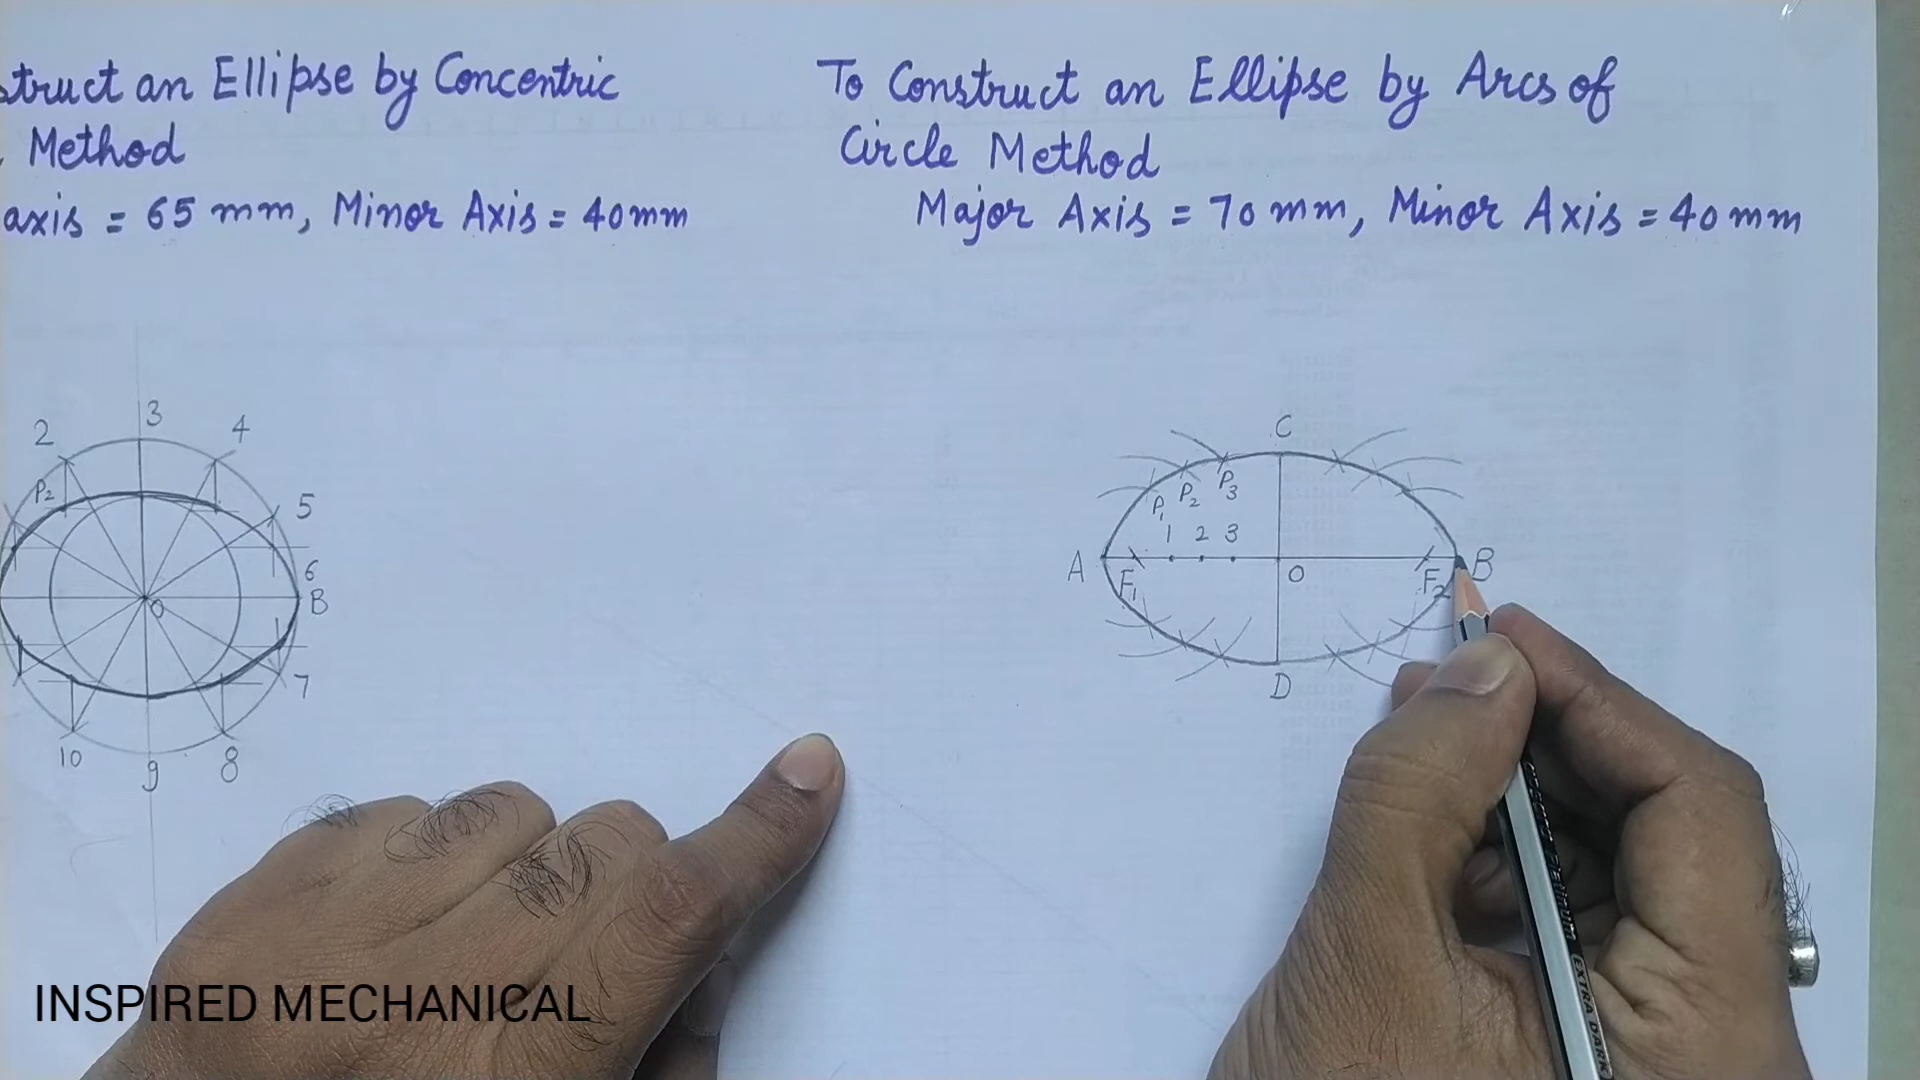 struct an Ellipse by Concentric
Method
axis = 65 mm, Minor Axis = 40mm
To Construct an Ellipse by Arcs of
Circle Method
Major Axis = 70 mm, Minor Axis = 40 mm
2
3
4
P2
5
6
O
B
7
10
9
8
C
P1 P2 P3
1 2 3
A
F1
O
F2
B
D
EXTRA DARK
INSPIRED MECHANICAL